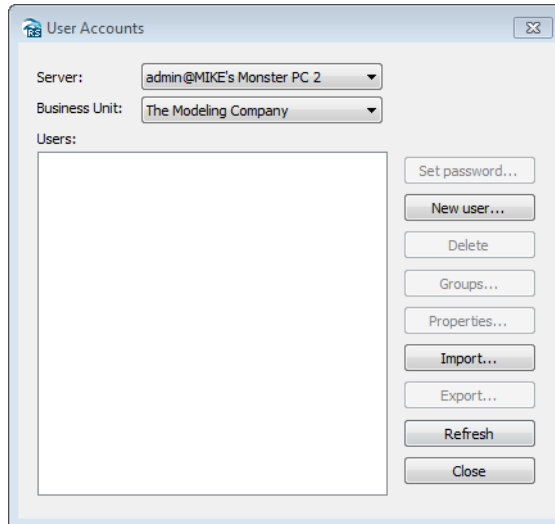 RS User Accounts
Server: admin@MIKE's Monster PC 2
Business Unit: The Modeling Company
Users:
Set password...
New user...
Delete
Groups...
Properties...
Import...
Export...
Refresh
Close